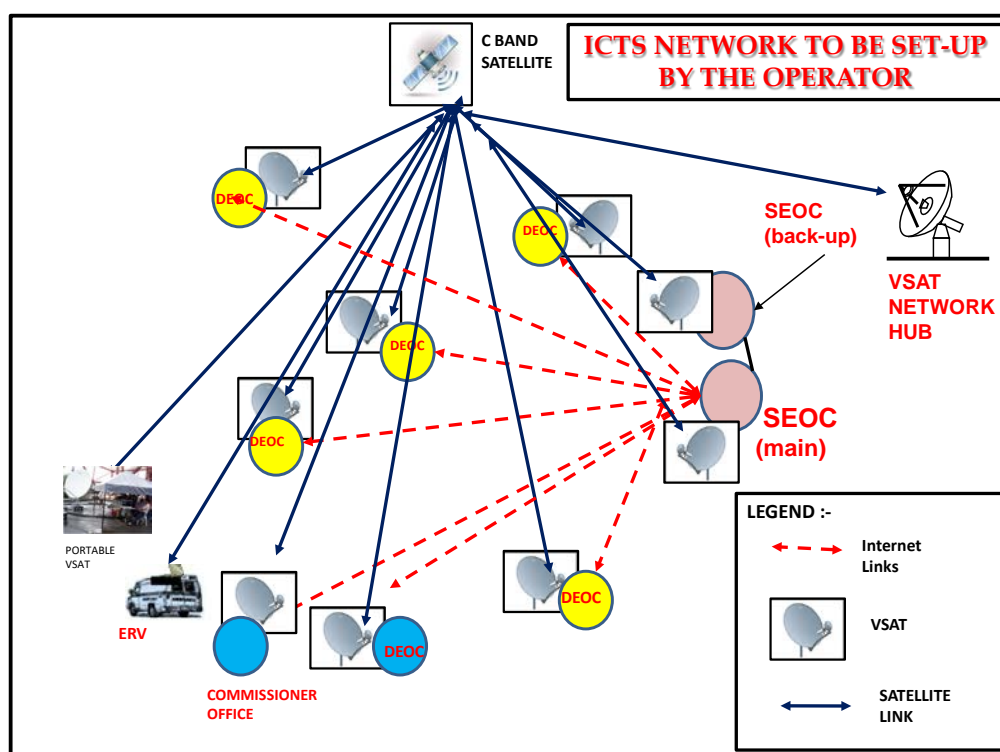 C BAND
SATELLITE
ICTS NETWORK TO BE SET-UP
BY THE OPERATOR
DEOC
DEOC
SEOC
(back-up)
VSAT
NETWORK
HUB
DEOC
SEOC
(main)
DEOC
PORTABLE
VSAT
ERV
DEOC
DEOC
COMMISSIONER
OFFICE
LEGEND :-
Internet
Links
VSAT
SATELLITE
LINK